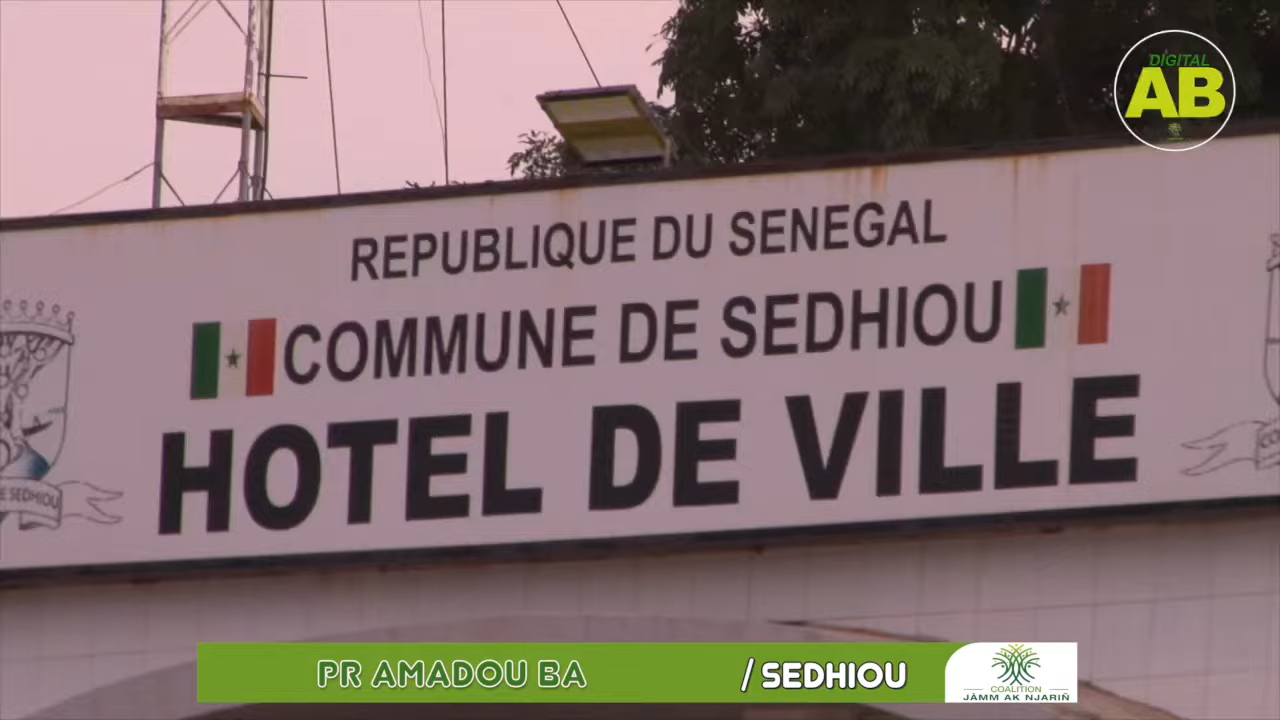 DIGITAL
AB
REPUBLIQUE DU SENEGAL
COMMUNE DE SEDHIOU
HOTEL DE VILLE
E SEDHIOU
PR AMADOU BA
/ SEDHIOU
COALITION
JÀMM AK NJARIÑ